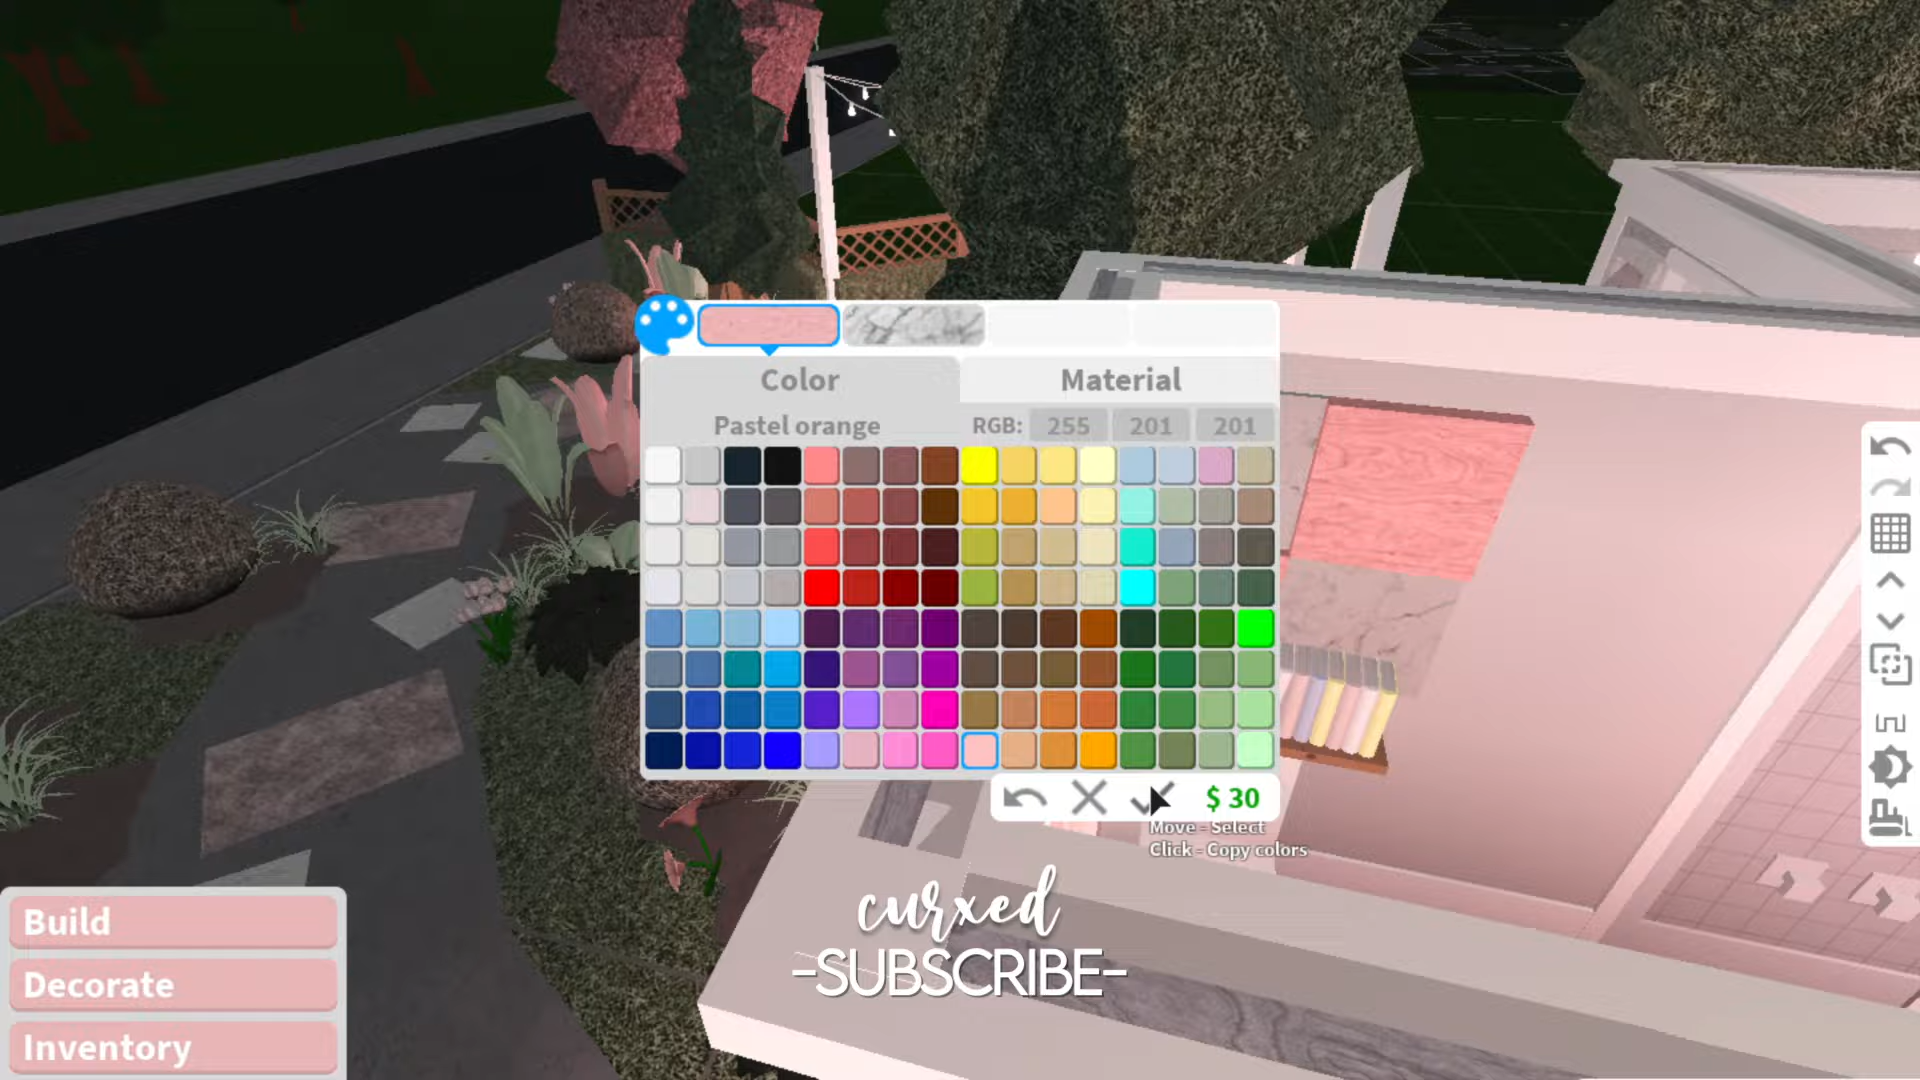 Color
Material
Pastel orange
RGB: 255 201 201
$ 30
Move - Select
Click - Copy colors
curxed
-SUBSCRIBE-
Build
Decorate
Inventory